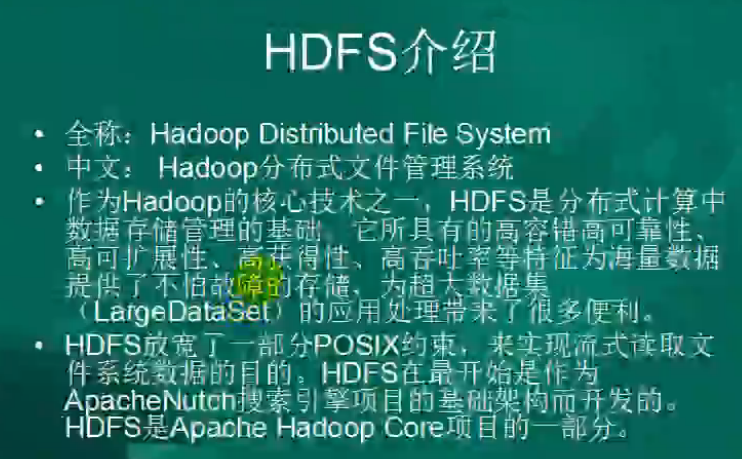 HDFS介绍
• 全称：Hadoop Distributed File System
• 中文： Hadoop分布式文件管理系统
• 作为Hadoop的核心技术之一，HDFS是分布式计算中
数据存储管理的基础。它所具有的高容错高可靠性、
高可扩展性、高获得性、高吞吐率等特征为海量数据
提供了不怕故障的存储，为超大数据集
（LargeDataSet）的应用处理带来了很多便利。
• HDFS放宽了一部分POSIX约束，来实现流式读取文
件系统数据的目的。HDFS在最开始是作为
ApacheNutch搜索引擎项目的基础架构而开发的。
HDFS是Apache Hadoop Core项目的一部分。